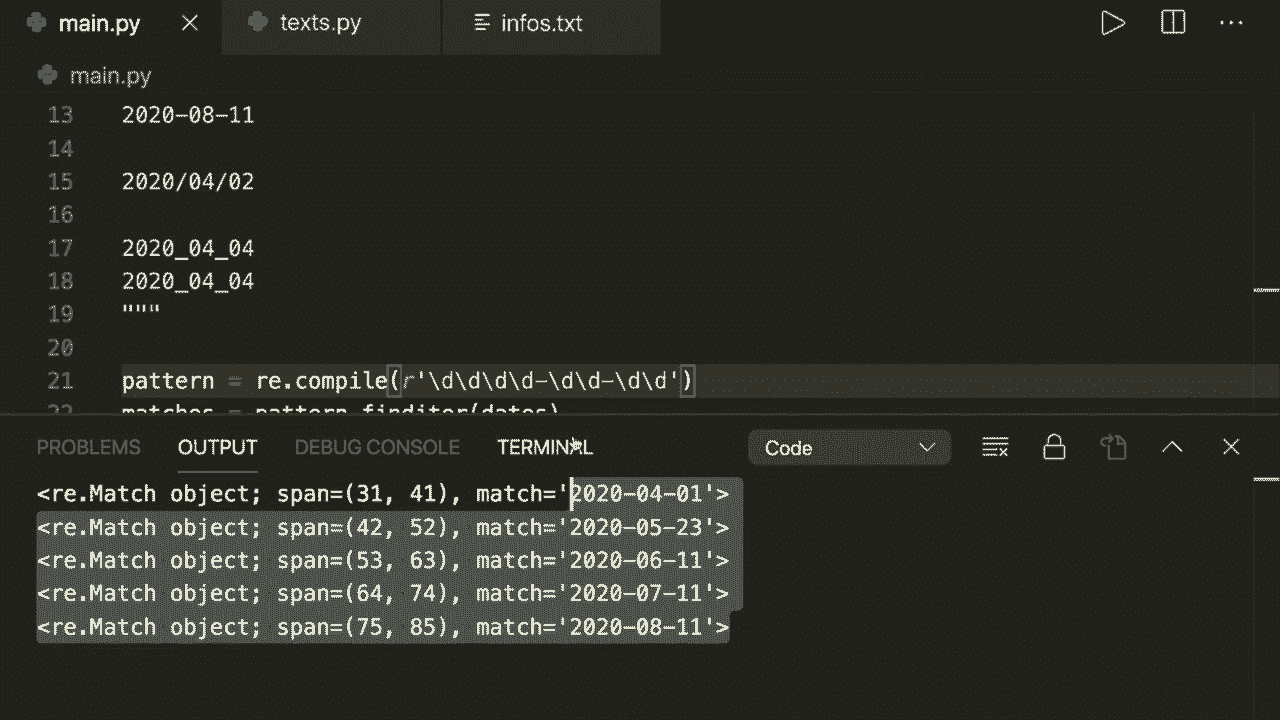 main.py
texts.py
infos.txt
main.py
13 2020-08-11
14
15 2020/04/02
16
17 2020_04_04
18 2020_04_04
19 """
20
21 pattern = re.compile(r'\d\d\d\d-\d\d-\d\d')
22 matches = pattern.finditer(dates)
PROBLEMS OUTPUT DEBUG CONSOLE TERMINAL Code
<re.Match object; span=(31, 41), match='2020-04-01'>
<re.Match object; span=(42, 52), match='2020-05-23'>
<re.Match object; span=(53, 63), match='2020-06-11'>
<re.Match object; span=(64, 74), match='2020-07-11'>
<re.Match object; span=(75, 85), match='2020-08-11'>